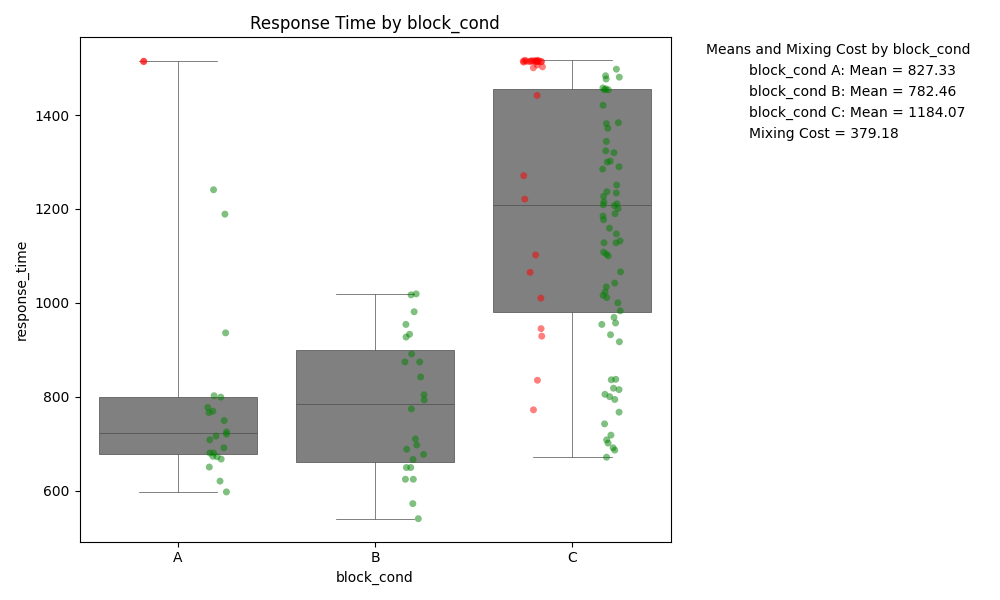 Response Time by block_cond
Means and Mixing Cost by block_cond
block_cond A: Mean = 827.33
block_cond B: Mean = 782.46
block_cond C: Mean = 1184.07
Mixing Cost = 379.18
response_time
1400
1200
1000
800
600
A
B
C
block_cond